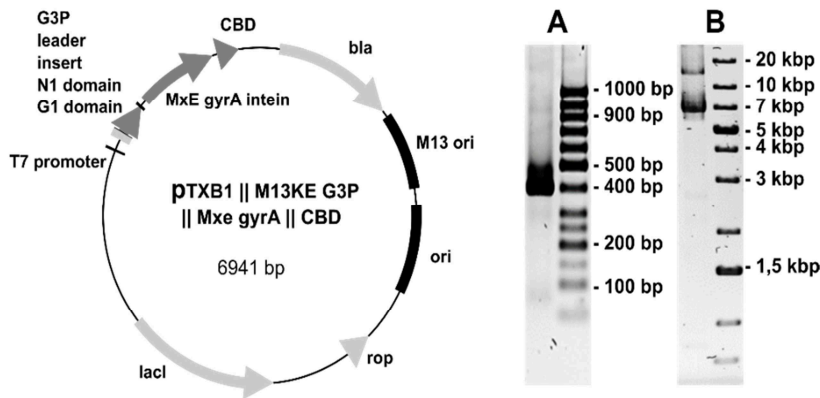 G3P
leader
insert
N1 domain
G1 domain
T7 promoter
MxE gyrA intein
CBD
bla
M13 ori
ori
rop
lacI
pTXB1 || M13KE G3P
|| Mxe gyrA || CBD
6941 bp
A
- 1000 bp
- 900 bp
- 500 bp
- 400 bp
- 200 bp
- 100 bp
B
- 20 kbp
- 10 kbp
- 7 kbp
- 5 kbp
- 4 kbp
- 3 kbp
- 1,5 kbp